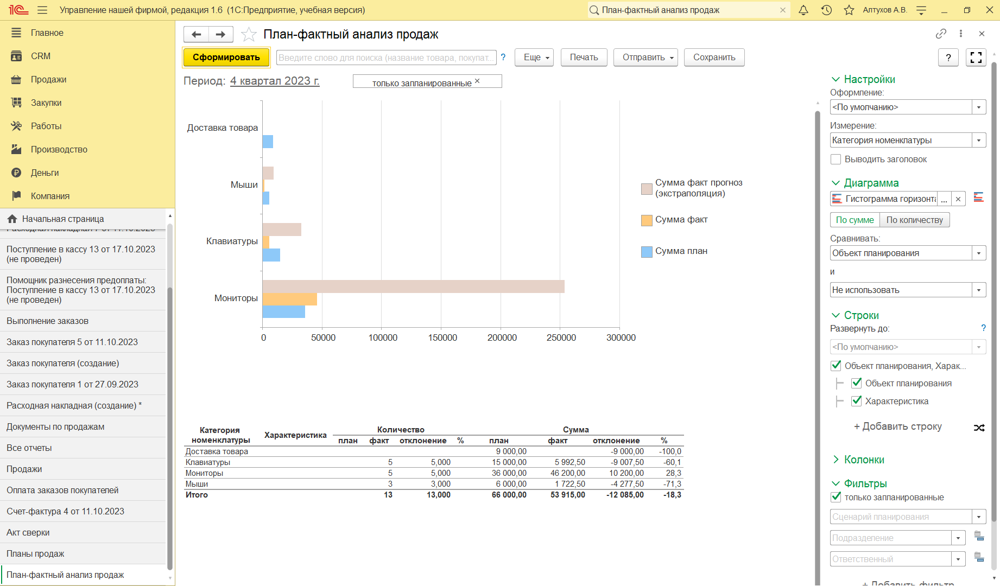 Управление нашей фирмой, редакция 1.6 (1С:Предприятие, учебная версия)
План-фактный анализ продаж
Алтухов А.В.
Главное
CRM
Продажи
Закупки
Работы
Производство
Деньги
Компания
Начальная страница
Расходная накладная 7 от 11.10.2023
Поступление в кассу 13 от 17.10.2023
(не проведен)
Помощник разнесения предоплаты:
Поступление в кассу 13 от 17.10.2023
(не проведен)
Выполнение заказов
Заказ покупателя 5 от 11.10.2023
Заказ покупателя (создание)
Заказ покупателя 1 от 27.09.2023
Расходная накладная (создание) *
Документы по продажам
Все отчеты
Продажи
Оплата заказов покупателей
Счет-фактура 4 от 11.10.2023
Акт сверки
Планы продаж
План-фактный анализ продаж
План-фактный анализ продаж
Сформировать
Введите слово для поиска (название товара, покупат...
?
Еще
Печать
Отправить
Сохранить
?
Период: 4 квартал 2023 г.
только запланированные
Доставка товара
Мыши
Клавиатуры
Мониторы
0 50000 100000 150000 200000 250000 300000
Сумма факт прогноз
(экстраполяция)
Сумма факт
Сумма план
Категория номенклатуры Характеристика Количество Сумма
план факт отклонение % план факт отклонение %
Доставка товара 9 000,00 -9 000,00 -100,0
Клавиатуры 5 5,000 15 000,00 5 992,50 -9 007,50 -60,1
Мониторы 5 5,000 36 000,00 46 200,00 10 200,00 28,3
Мыши 3 3,000 6 000,00 1 722,50 -4 277,50 -71,3
Итого 13 13,000 66 000,00 53 915,00 -12 085,00 -18,3
Настройки
Оформление:
<По умолчанию>
Измерение:
Категория номенклатуры
Выводить заголовок
Диаграмма
Гистограмма горизонта
...
По сумме По количеству
Сравнивать:
Объект планирования
и
Не использовать
Строки
Развернуть до: ?
<По умолчанию>
Объект планирования, Харак...
Объект планирования
Характеристика
+ Добавить строку
Колонки
Фильтры
только запланированные
Сценарий планирования
Подразделение
Ответственный
+ Добавить фильтр